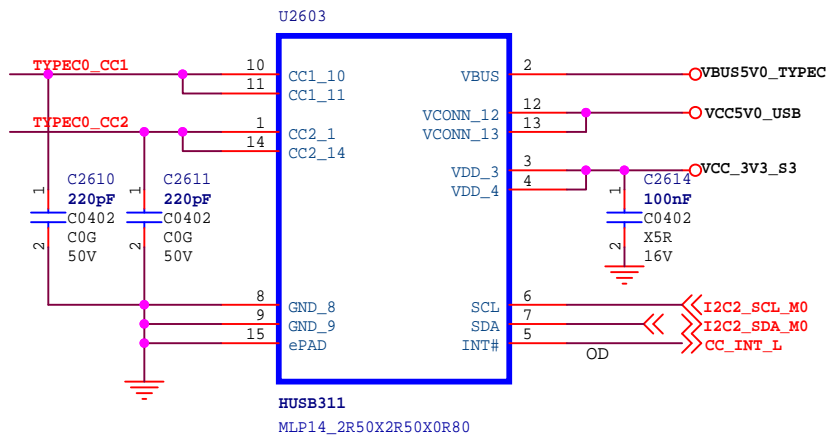 U2603
TYPEC0_CC1
10
CC1_10
11
CC1_11
TYPEC0_CC2
1
CC2_1
14
CC2_14
VBUS
2
VBUS5V0_TYPEC
VCONN_12
12
VCC5V0_USB
VCONN_13
13
VDD_3
3
VCC_3V3_S3
VDD_4
4
1
C2610
220pF
C0402
C0G
50V
2
1
C2611
220pF
C0402
C0G
50V
2
1
C2614
100nF
C0402
X5R
16V
2
8
GND_8
9
GND_9
15
ePAD
SCL
6
I2C2_SCL_M0
SDA
7
I2C2_SDA_M0
INT#
5
OD
CC_INT_L
HUSB311
MLP14_2R50X2R50X0R80